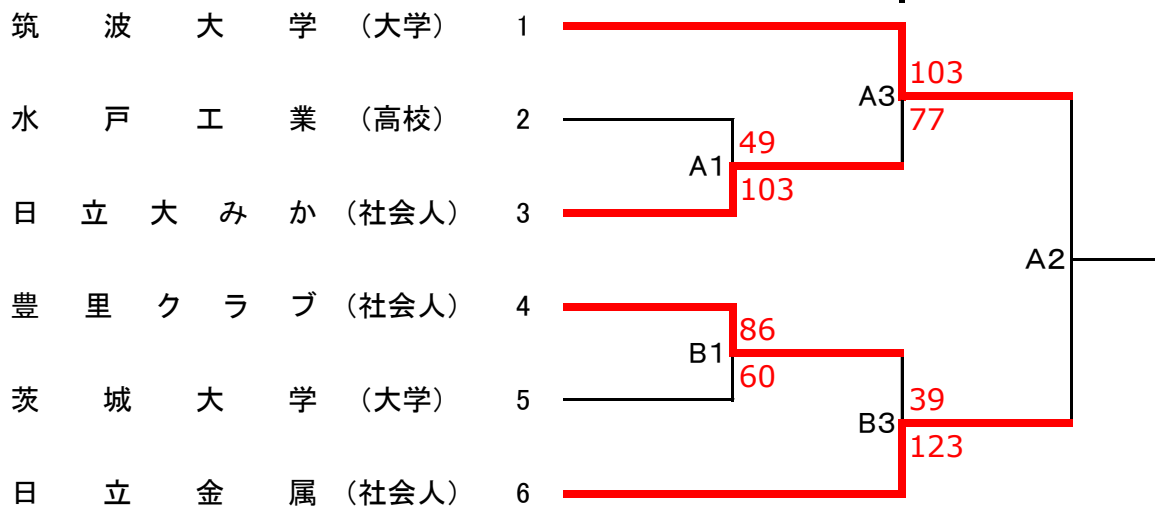 筑波大学（大学） 1
103
A3
77
水戸工業（高校） 2
49
A1
103
日立大みか（社会人） 3
A2
豊里クラブ（社会人） 4
86
B1
60
茨城大学（大学） 5
39
B3
123
日立金属（社会人） 6